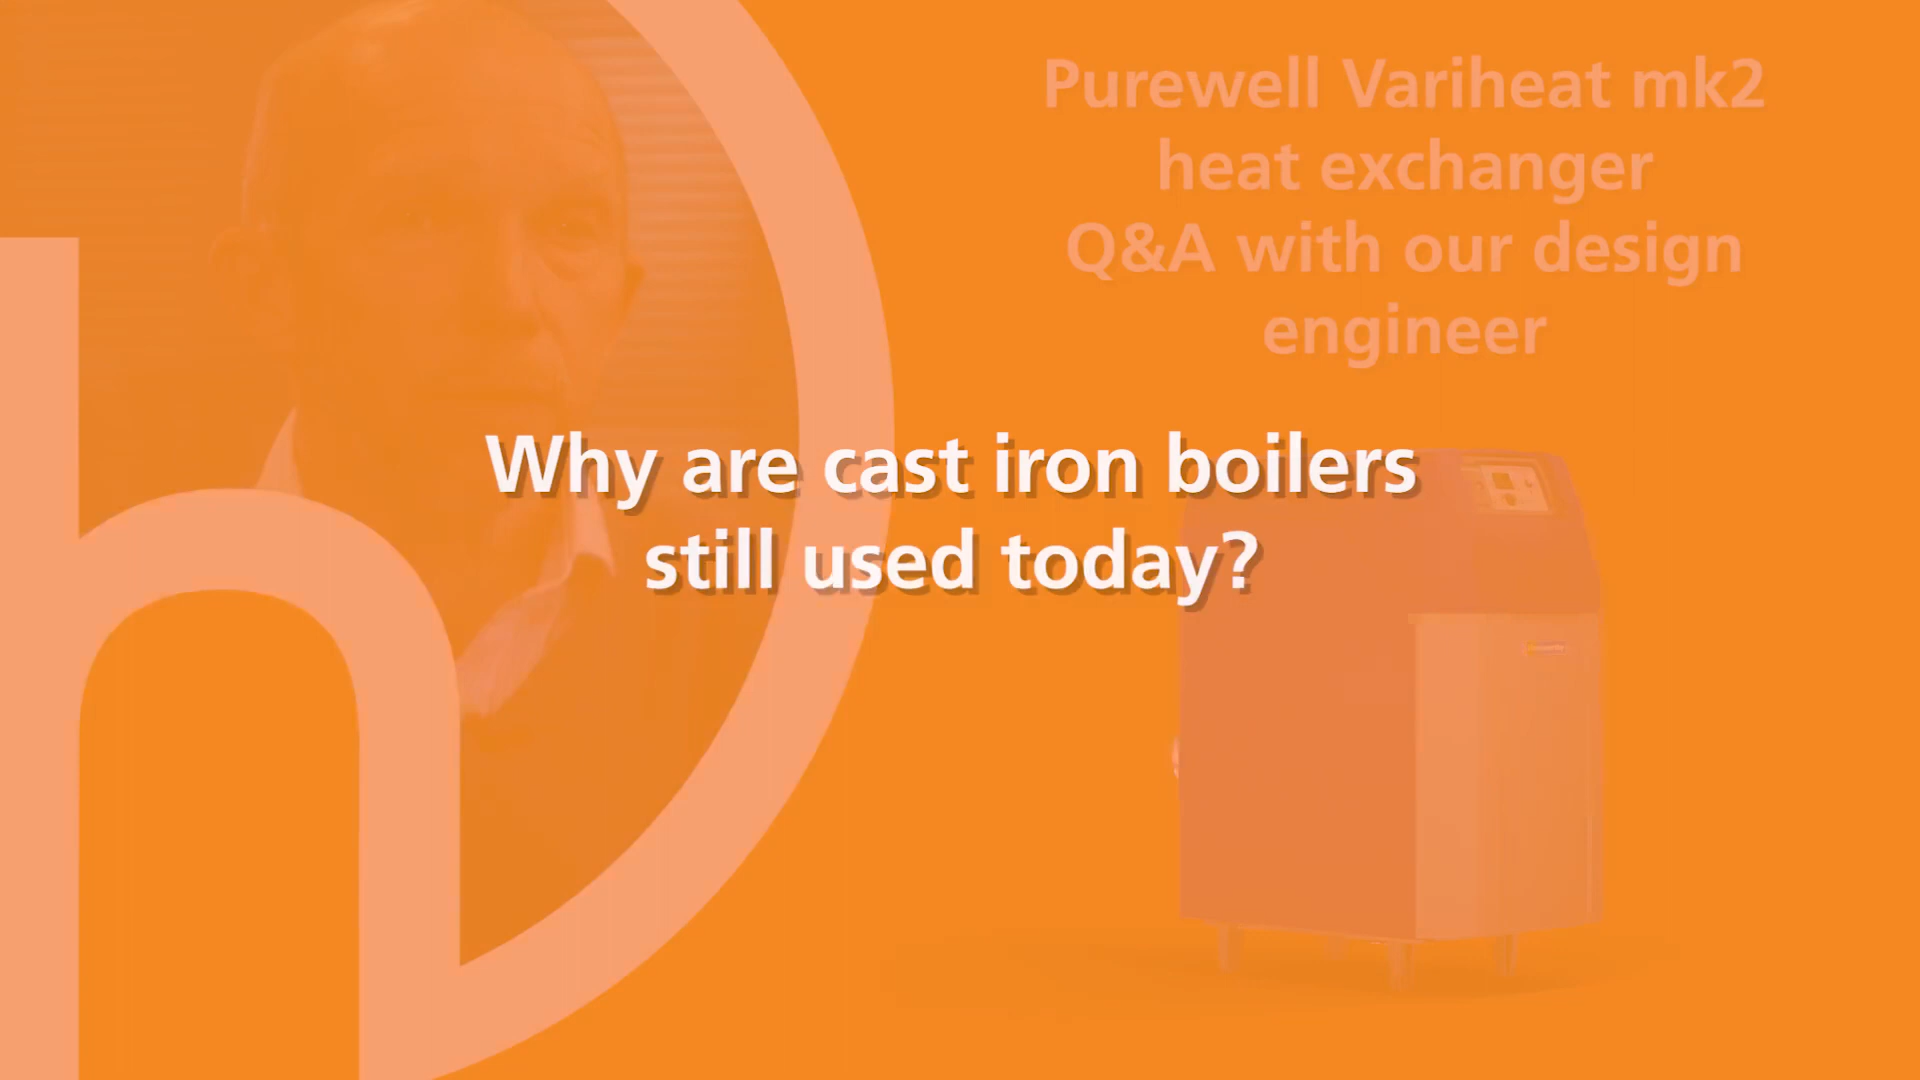 Purewell Variheat mk2
heat exchanger
Q&A with our design
engineer
Why are cast iron boilers
still used today?